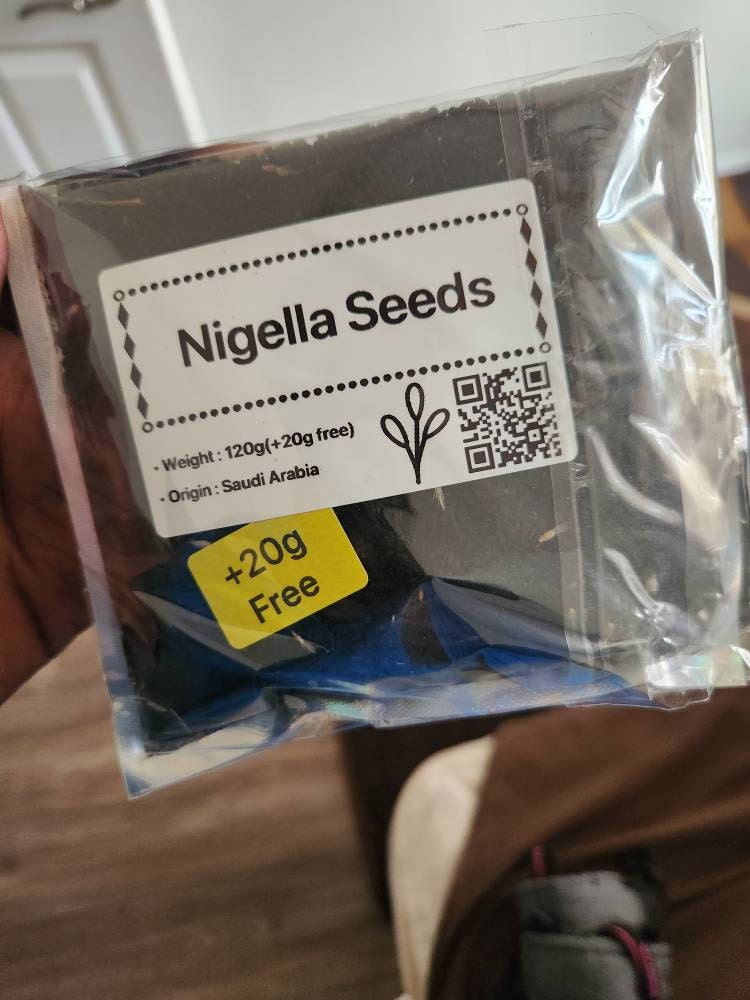 Nigella Seeds
• Weight : 120g(+20g free)
• Origin : Saudi Arabia
+20g
Free